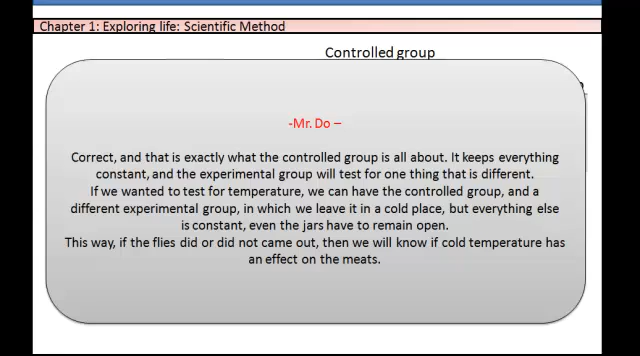 Chapter 1: Exploring life: Scientific Method
Controlled group
-Mr. Do –
Correct, and that is exactly what the controlled group is all about. It keeps everything
constant, and the experimental group will test for one thing that is different.
If we wanted to test for temperature, we can have the controlled group, and a
different experimental group, in which we leave it in a cold place, but everything else
is constant, even the jars have to remain open.
This way, if the flies did or did not came out, then we will know if cold temperature has
an effect on the meats.